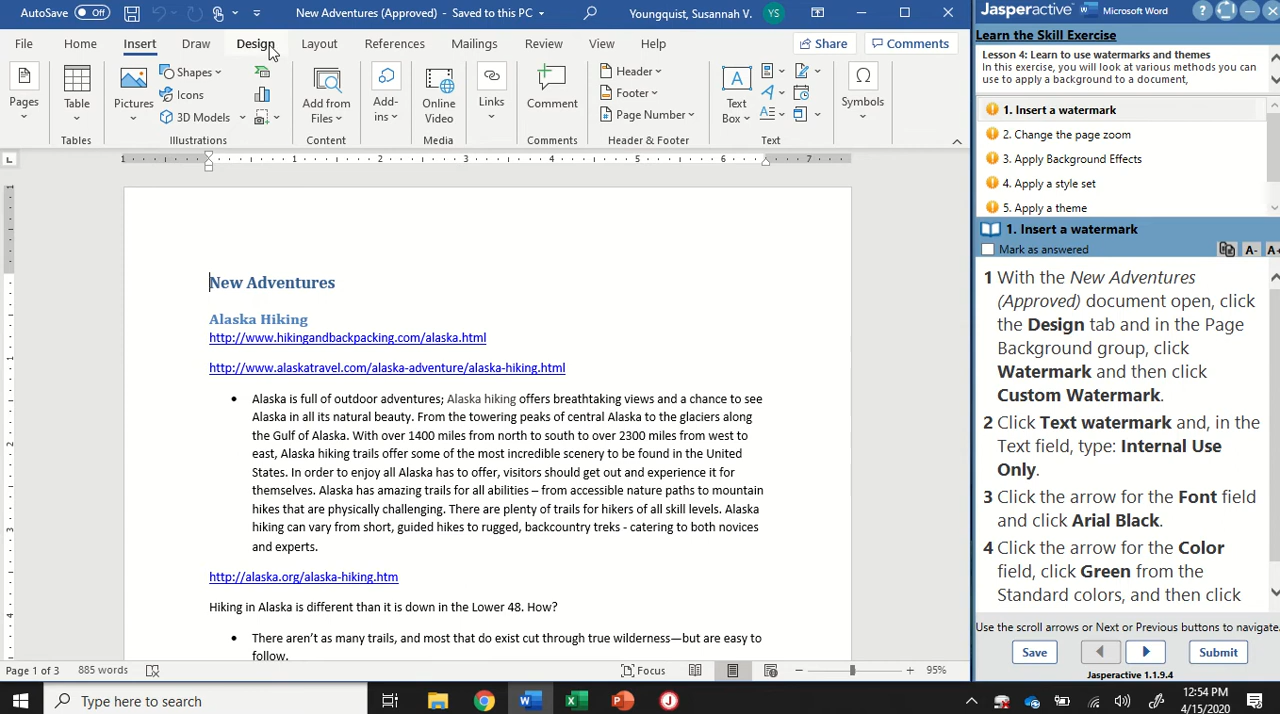 AutoSave Off New Adventures (Approved) - Saved to this PC Youngquist, Susannah V. YS
File Home Insert Draw Design Layout References Mailings Review View Help Share Comments
Pages
Table
Pictures
Shapes
Icons
3D Models
Add from Files
Add-ins
Online Video
Links
Comment
Header
Footer
Page Number
Text Box
Symbols
Tables Illustrations Content Media Comments Header & Footer Text
1 1 2 3 4 5 6 7
New Adventures
Alaska Hiking
http://www.hikingandbackpacking.com/alaska.html
http://www.alaskatravel.com/alaska-adventure/alaska-hiking.html
• Alaska is full of outdoor adventures; Alaska hiking offers breathtaking views and a chance to see
Alaska in all its natural beauty. From the towering peaks of central Alaska to the glaciers along
the Gulf of Alaska. With over 1400 miles from north to south to over 2300 miles from west to
east, Alaska hiking trails offer some of the most incredible scenery to be found in the United
States. In order to enjoy all Alaska has to offer, visitors should get out and experience it for
themselves. Alaska has amazing trails for all abilities – from accessible nature paths to mountain
hikes that are physically challenging. There are plenty of trails for hikers of all skill levels. Alaska
hiking can vary from short, guided hikes to rugged, backcountry treks - catering to both novices
and experts.
http://alaska.org/alaska-hiking.htm
Hiking in Alaska is different than it is down in the Lower 48. How?
• There aren't as many trails, and most that do exist cut through true wilderness—but are easy to
follow.
Page 1 of 3 885 words Focus 95%
Jasperactive Microsoft Word
Learn the Skill Exercise
Lesson 4: Learn to use watermarks and themes
In this exercise, you will look at various methods you can
use to apply a background to a document,
1. Insert a watermark
2. Change the page zoom
3. Apply Background Effects
4. Apply a style set
5. Apply a theme
1. Insert a watermark
Mark as answered A- A+
1 With the New Adventures
(Approved) document open, click
the Design tab and in the Page
Background group, click
Watermark and then click
Custom Watermark.
2 Click Text watermark and, in the
Text field, type: Internal Use
Only.
3 Click the arrow for the Font field
and click Arial Black.
4 Click the arrow for the Color
field, click Green from the
Standard colors, and then click
Use the scroll arrows or Next or Previous buttons to navigate.
Save Submit
Jasperactive 1.1.9.4
Type here to search
12:54 PM
4/15/2020